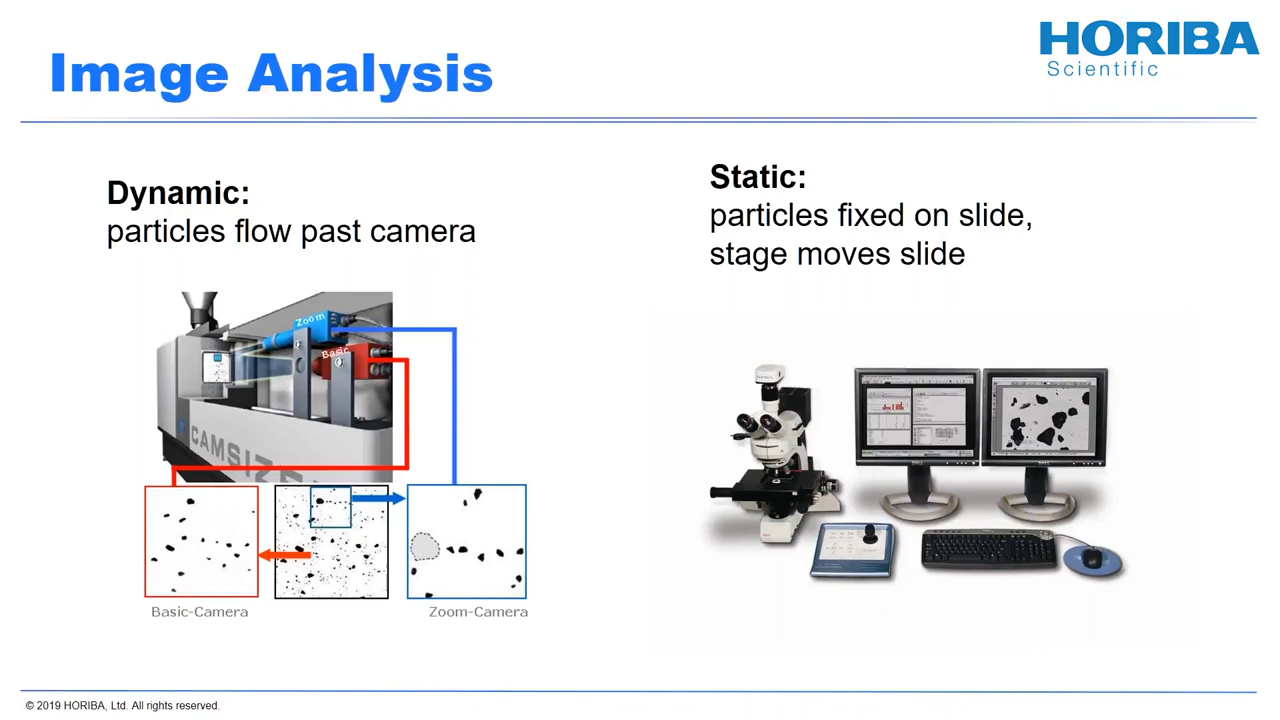 HORIBA
Scientific
Image Analysis
Dynamic:
particles flow past camera
Static:
particles fixed on slide,
stage moves slide
Zoom
Basic
CAMSIZE
Basic-Camera
Zoom-Camera
© 2019 HORIBA, Ltd. All rights reserved.